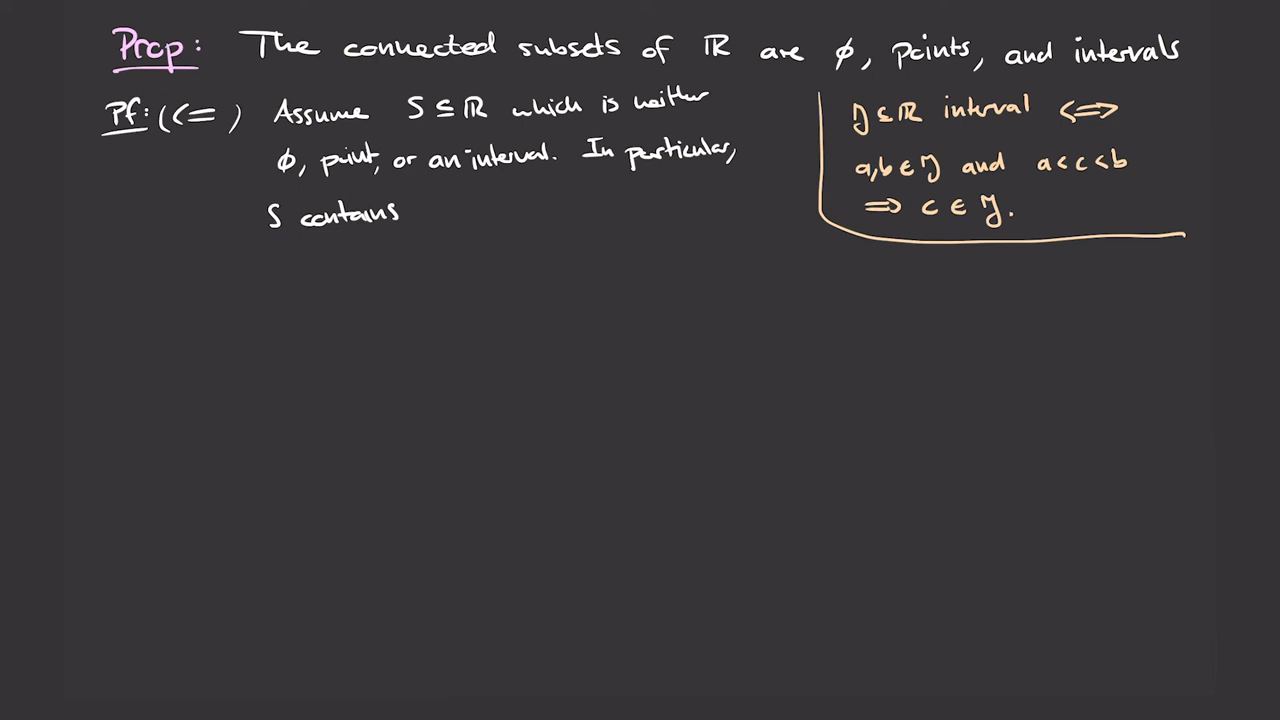 Prop: The connected subsets of ℝ are ∅, points, and intervals
Pf: (<=) Assume S ⊆ ℝ which is neither
∅, point, or an interval. In particular,
S contains
J ⊆ ℝ interval <=>
a,b ∈ J and a<c<b
=> c ∈ J.